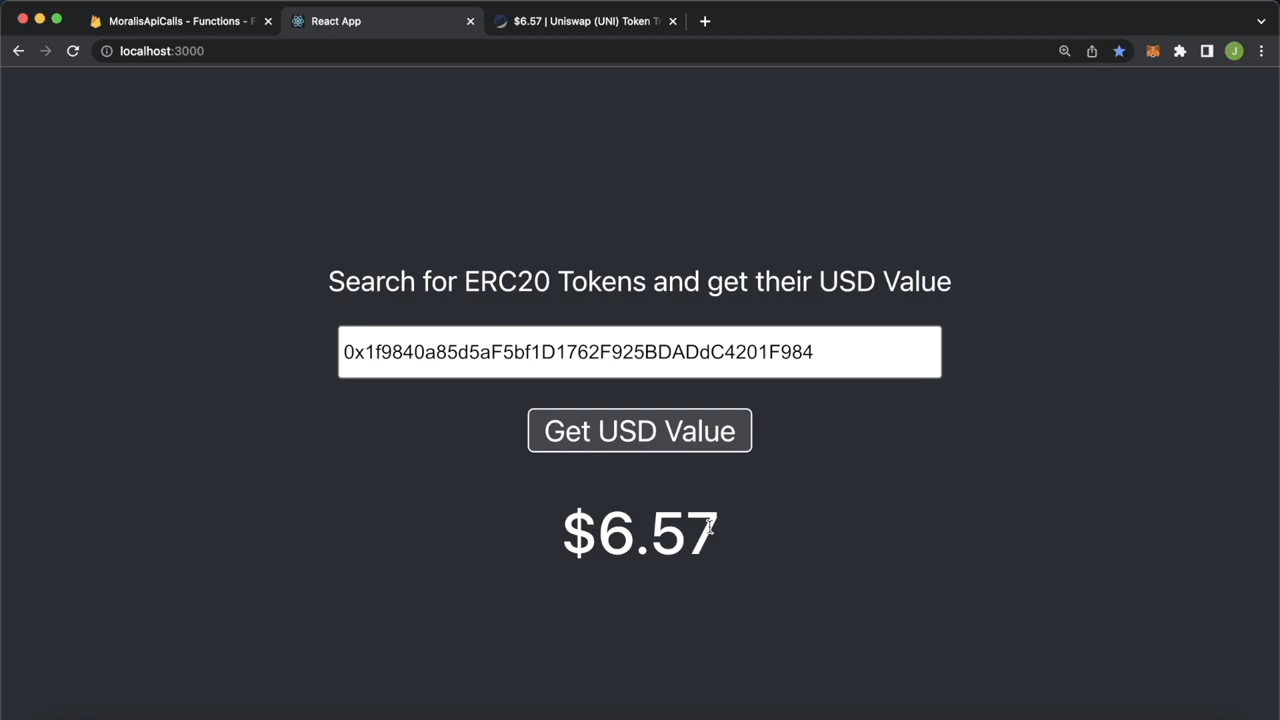 MoralisApiCalls - Functions - F
React App
$6.57 | Uniswap (UNI) Token T
localhost:3000
J
Search for ERC20 Tokens and get their USD Value
0x1f9840a85d5aF5bf1D1762F925BDADdC4201F984
Get USD Value
$6.57